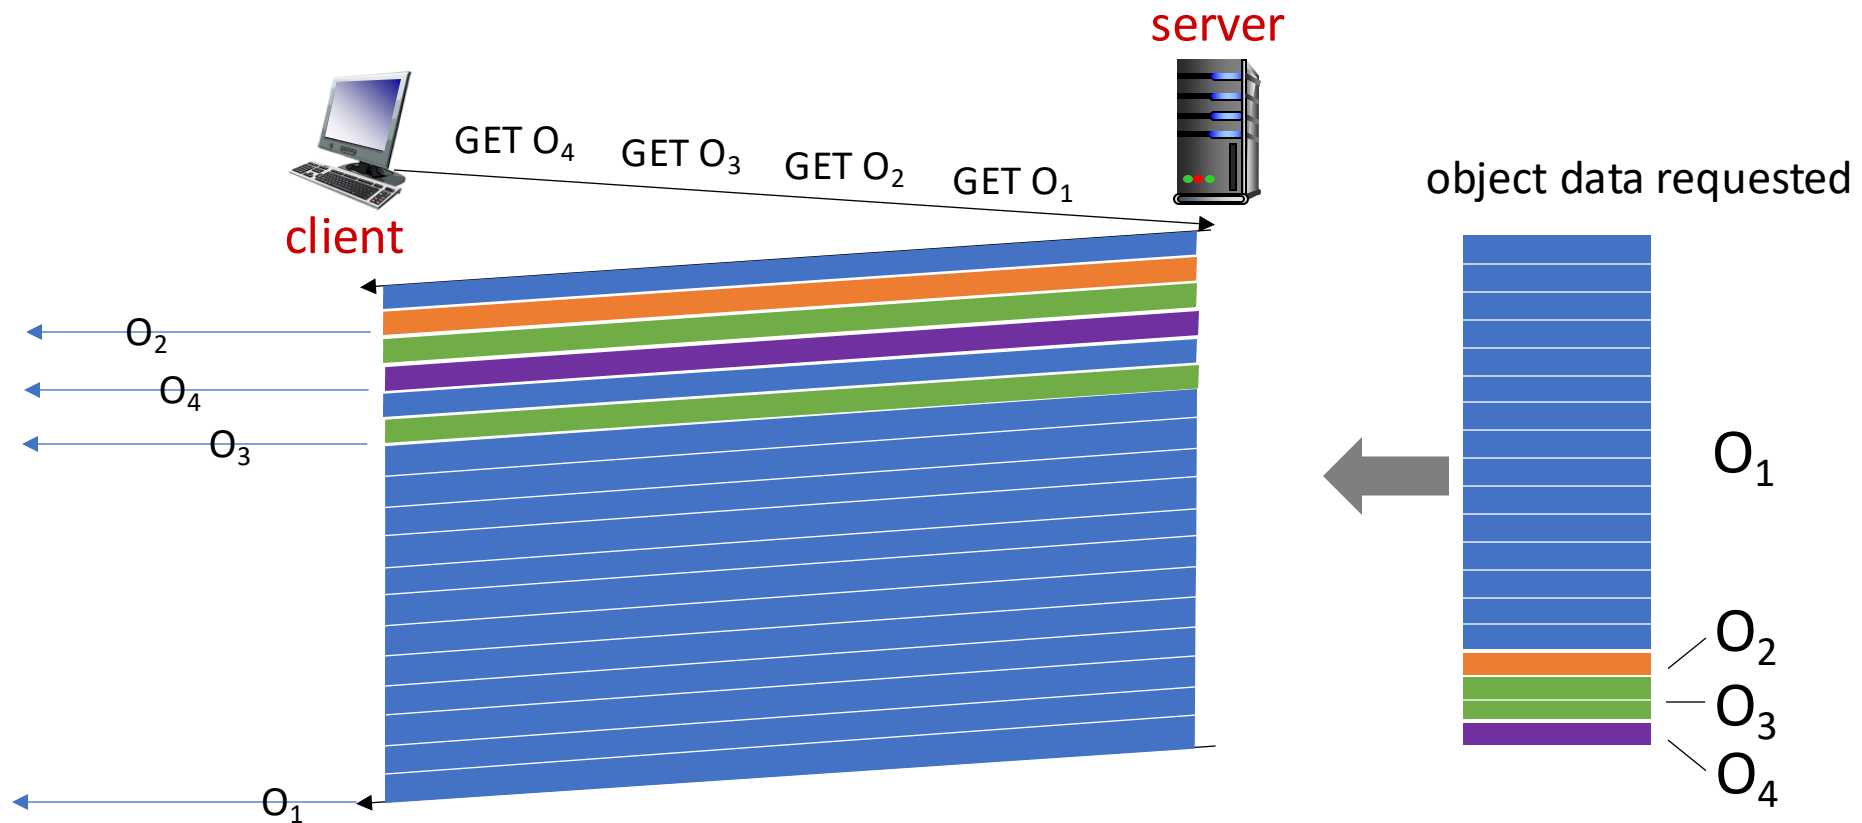 server
GET O₄
GET O₃
GET O₂
GET O₁
object data requested
client
O₂
O₄
O₃
O₁
O₁
O₂
O₃
O₄